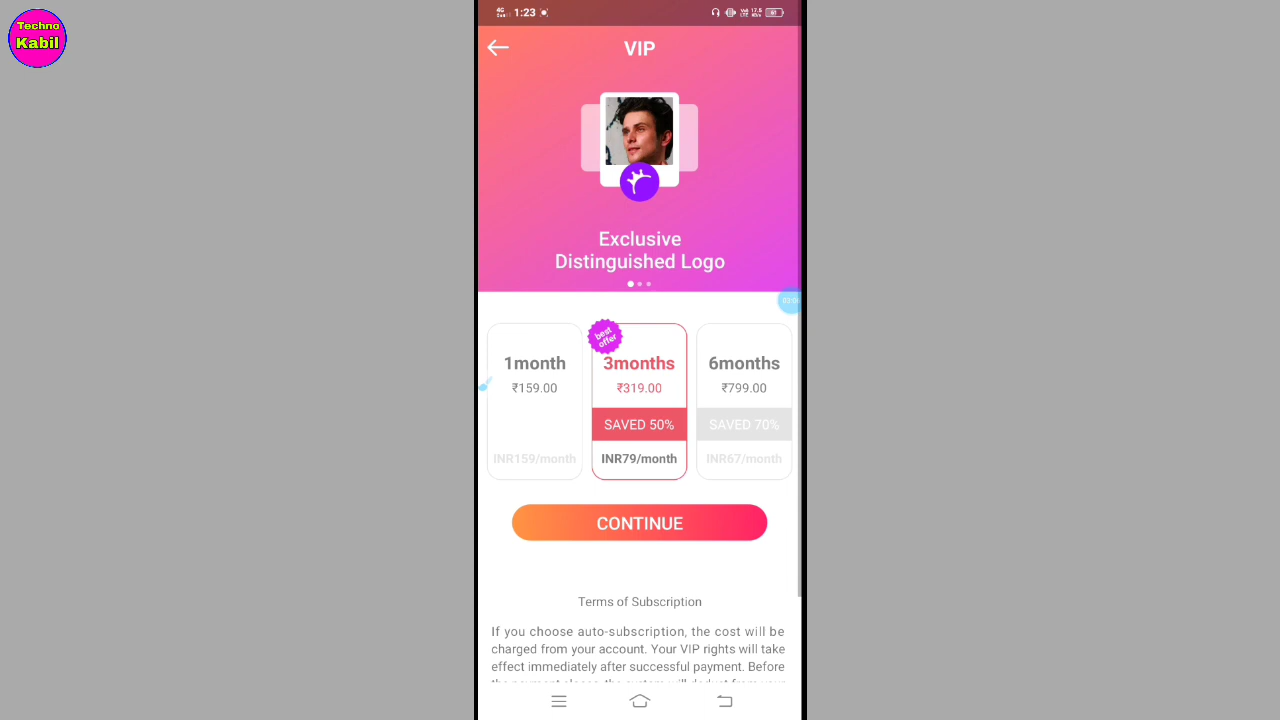 Techno
Kabil
4G
1:23
VIP
Exclusive
Distinguished Logo
best
offer
1month
₹159.00
INR159/month
3months
₹319.00
SAVED 50%
INR79/month
6months
₹799.00
SAVED 70%
INR67/month
CONTINUE
Terms of Subscription
If you choose auto-subscription, the cost will be
charged from your account. Your VIP rights will take
effect immediately after successful payment. Before